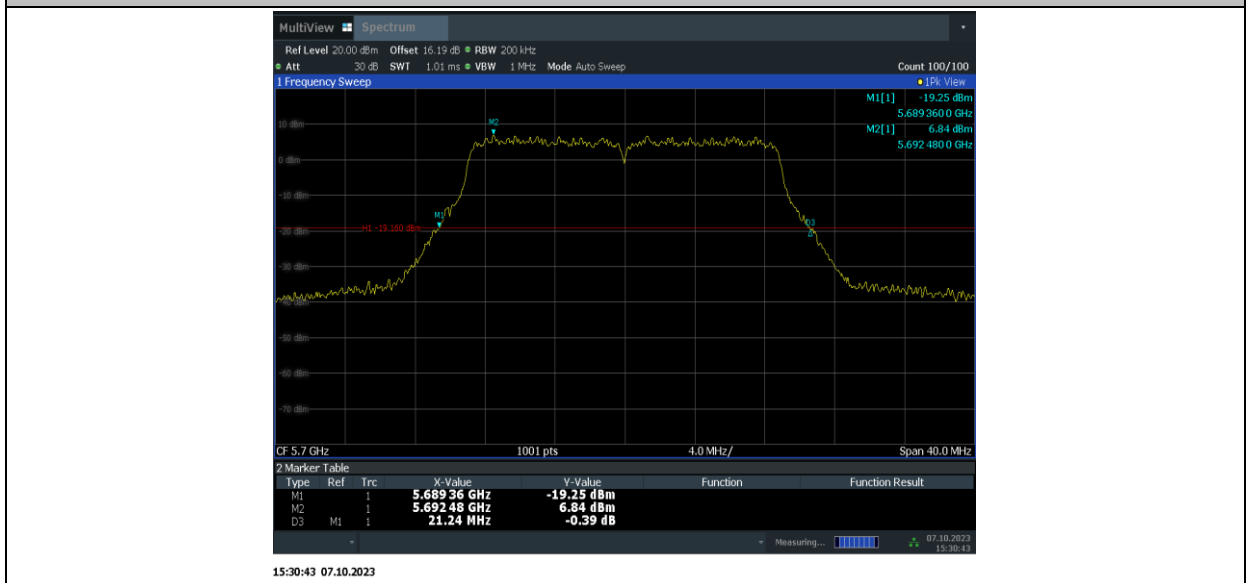 MultiView Spectrum
Ref Level 20.00 dBm Offset 16.19 dB RBW 200 kHz
Att 30 dB SWT 1.01 ms VBW 1 MHz Mode Auto Sweep Count 100/100
1 Frequency Sweep 1Pk View
M1[1] -19.25 dBm
5.689 360 0 GHz
10 dBm M2 M2[1] 6.84 dBm
5.692 480 0 GHz
0 dBm
-10 dBm
M1 D3
-20 dBm H1 -19.160 dBm
-30 dBm
-40 dBm
-50 dBm
-60 dBm
-70 dBm
CF 5.7 GHz 1001 pts 4.0 MHz/ Span 40.0 MHz
2 Marker Table
Type Ref Trc X-Value Y-Value Function Function Result
M1 1 5.689 36 GHz -19.25 dBm
M2 1 5.692 48 GHz 6.84 dBm
D3 M1 1 21.24 MHz -0.39 dB
Measuring... 07.10.2023
15:30:43
15:30:43 07.10.2023